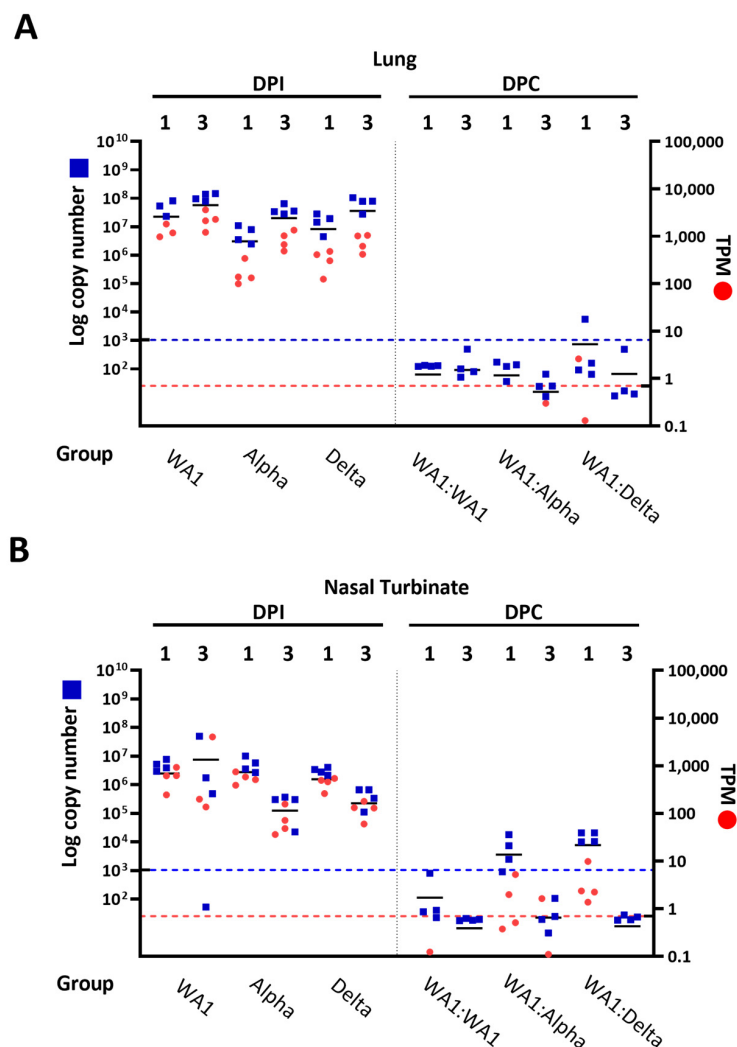 A
Lung
DPI DPC
1 3 1 3 1 3 1 3 1 3 1 3
Log copy number
10^10
10^9
10^8
10^7
10^6
10^5
10^4
10^3
10^2
100,000
10,000
1,000
100
10
1
0.1
TPM
Group WA1 Alpha Delta WA1:WA1 WA1:Alpha WA1:Delta
B
Nasal Turbinate
DPI DPC
1 3 1 3 1 3 1 3 1 3 1 3
Log copy number
10^10
10^9
10^8
10^7
10^6
10^5
10^4
10^3
10^2
100,000
10,000
1,000
100
10
1
0.1
TPM
Group WA1 Alpha Delta WA1:WA1 WA1:Alpha WA1:Delta